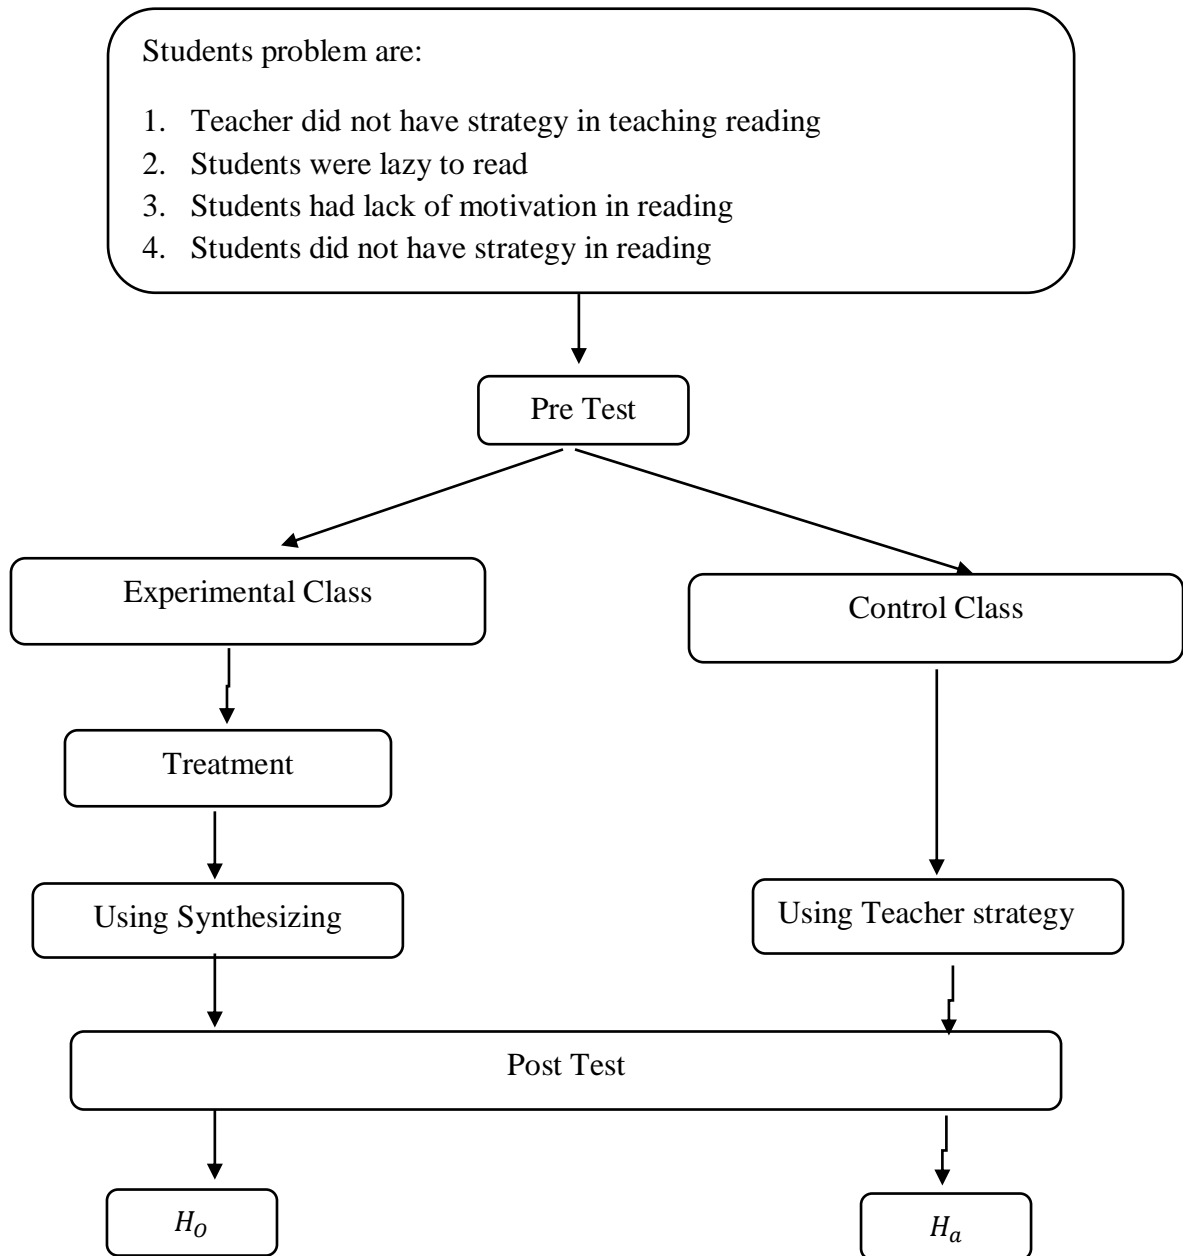 Students problem are:
1. Teacher did not have strategy in teaching reading
2. Students were lazy to read
3. Students had lack of motivation in reading
4. Students did not have strategy in reading
Pre Test
Experimental Class
Control Class
Treatment
Using Synthesizing
Using Teacher strategy
Post Test
H_O
H_a